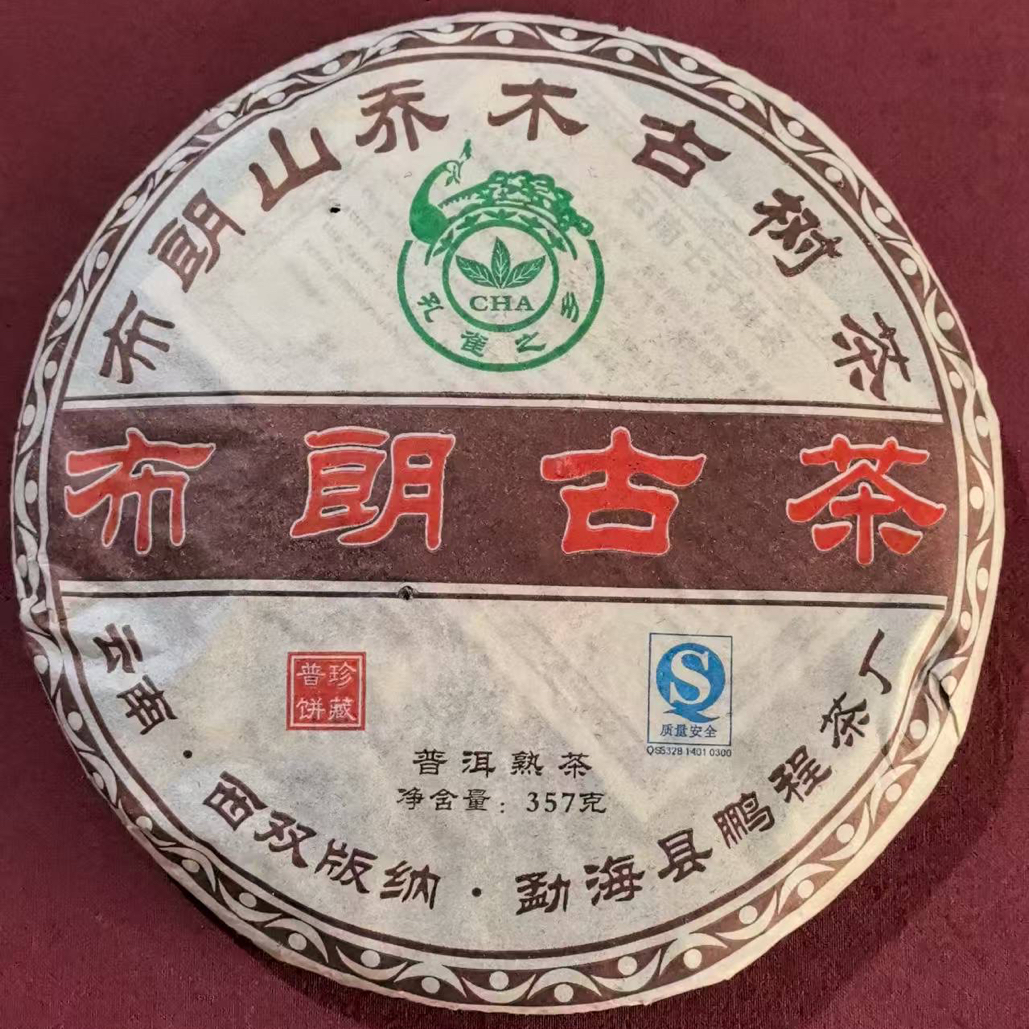 布朗山乔木古树茶
CHA
孔雀之乡
布朗古茶
珍藏
普饼
质量安全
QS5328 1401 0300
普洱熟茶
净含量：357克
云南·西双版纳·勐海县鹏程茶厂